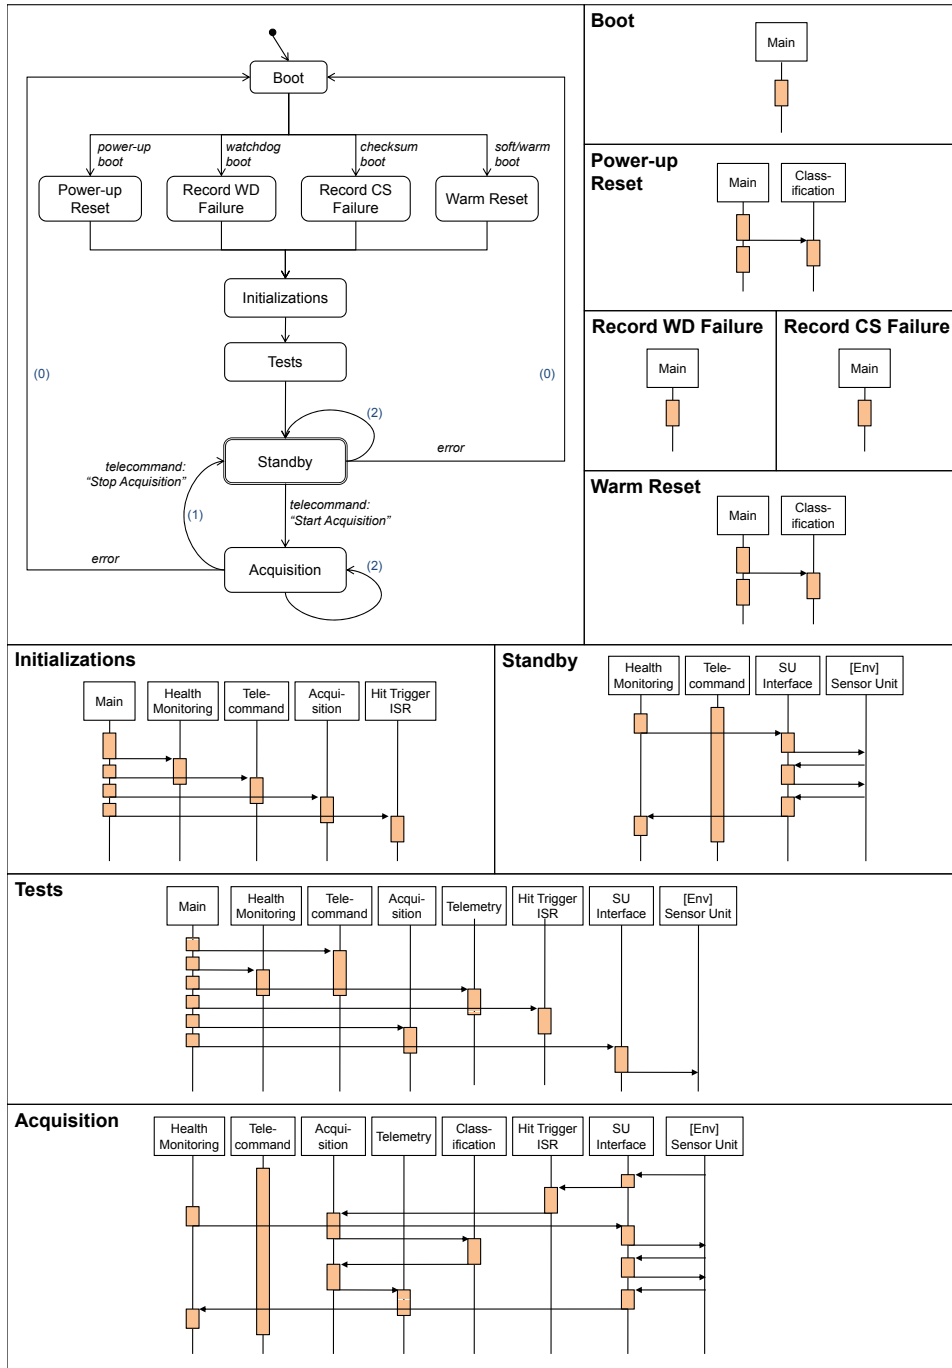 Boot
power-up
boot
watchdog
boot
checksum
boot
soft/warm
boot
Power-up
Reset
Record WD
Failure
Record CS
Failure
Warm Reset
Initializations
Tests
(0)
(0)
(2)
Standby
error
telecommand:
“Stop Acquisition”
telecommand:
“Start Acquisition”
(1)
error
Acquisition
(2)
Boot
Main
Power-up
Reset
Main
Class-
ification
Record WD Failure
Main
Record CS Failure
Main
Warm Reset
Main
Class-
ification
Initializations
Main
Health
Monitoring
Tele-
command
Acqui-
sition
Hit Trigger
ISR
Standby
Health
Monitoring
Tele-
command
SU
Interface
[Env]
Sensor Unit
Tests
Main
Health
Monitoring
Tele-
command
Acqui-
sition
Telemetry
Hit Trigger
ISR
SU
Interface
[Env]
Sensor Unit
Acquisition
Health
Monitoring
Tele-
command
Acqui-
sition
Telemetry
Class-
ification
Hit Trigger
ISR
SU
Interface
[Env]
Sensor Unit